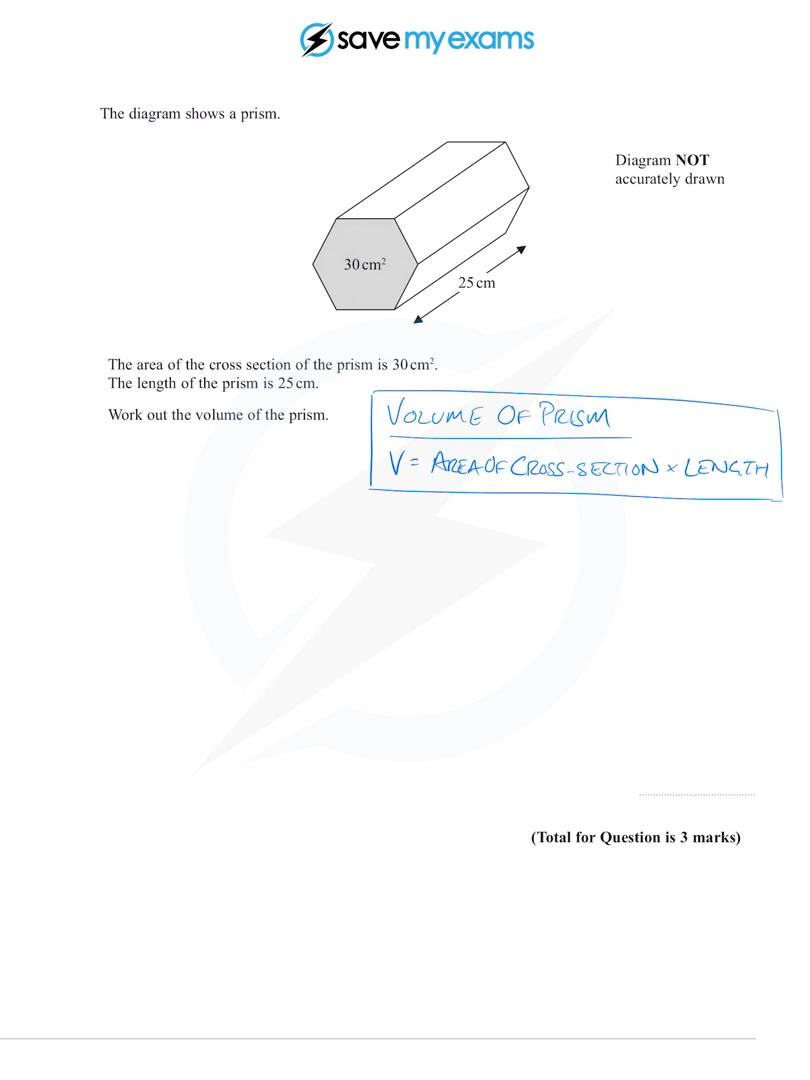 save my exams
The diagram shows a prism.
Diagram NOT
accurately drawn
30 cm²
25 cm
The area of the cross section of the prism is 30 cm².
The length of the prism is 25 cm.
Work out the volume of the prism.
VOLUME OF PRISM
V = AREA OF CROSS-SECTION × LENGTH
(Total for Question is 3 marks)